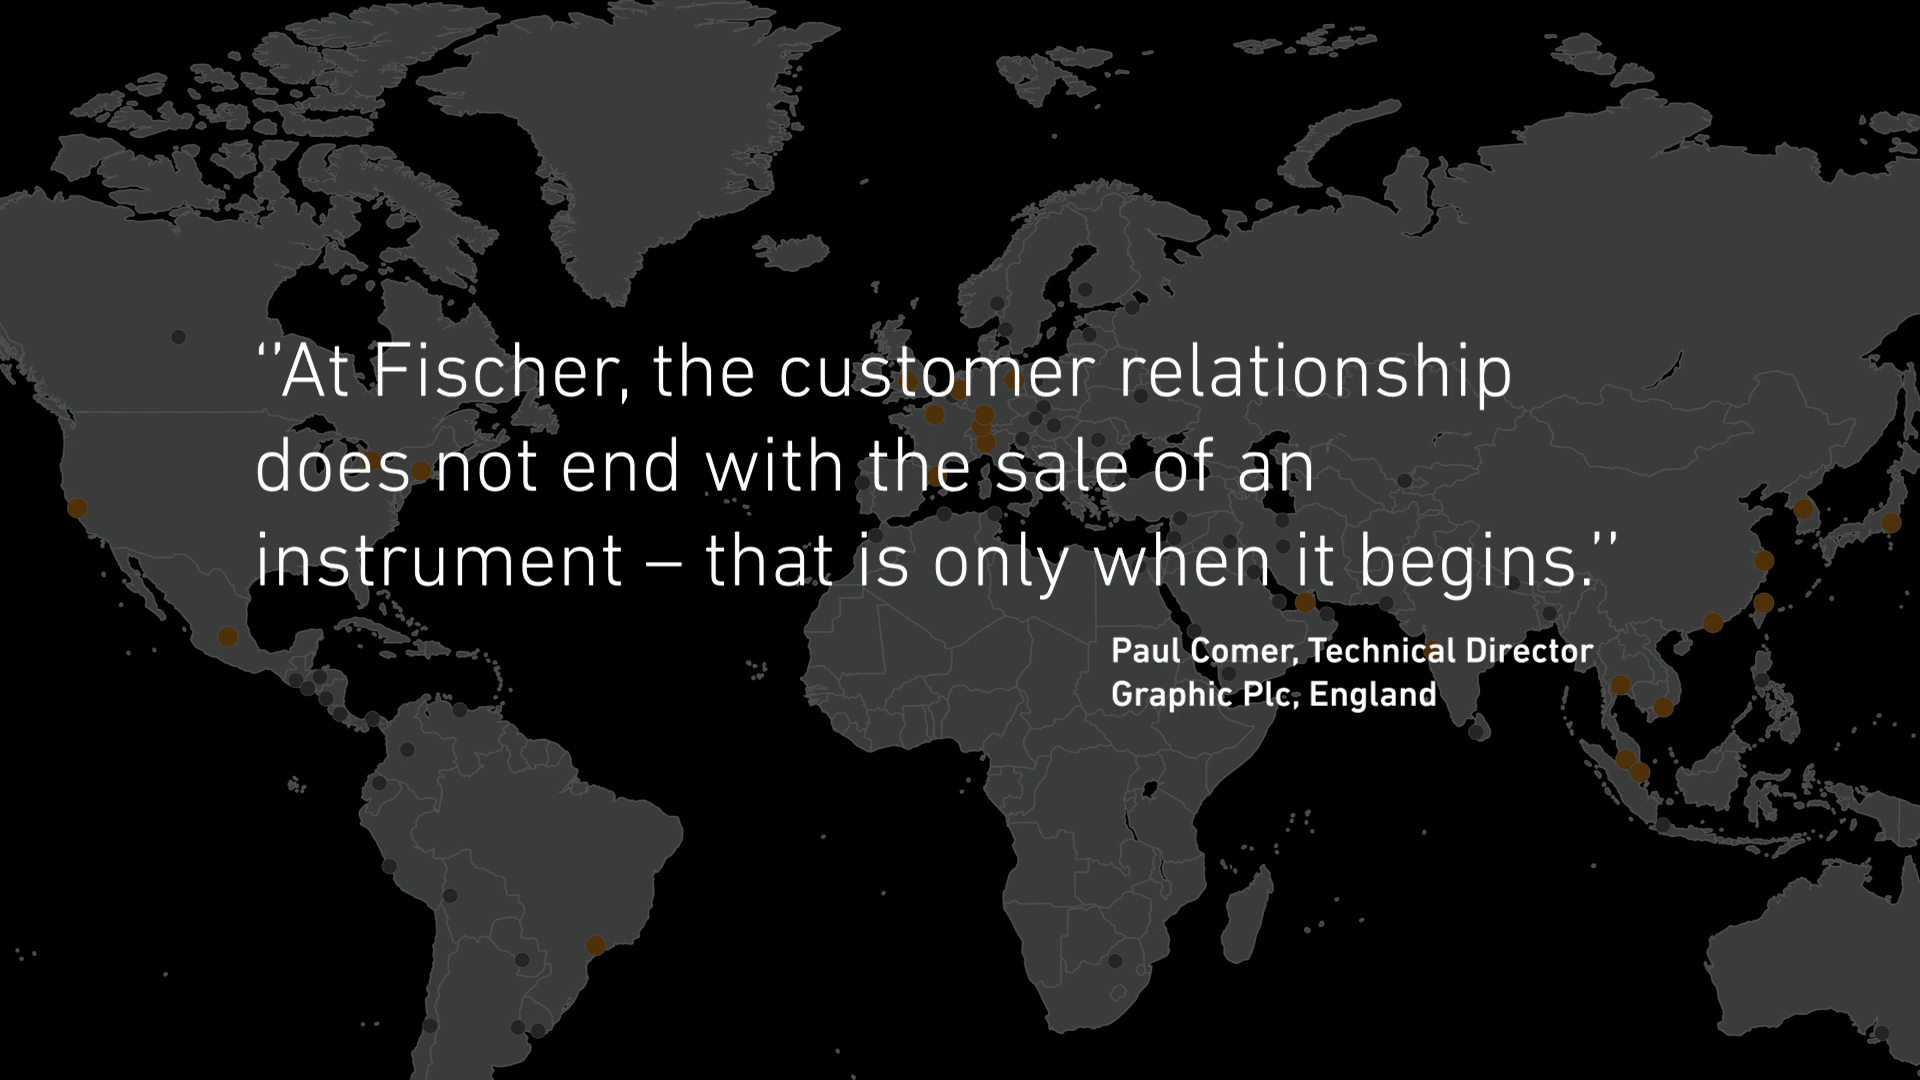 ‘’At Fischer, the customer relationship
does not end with the sale of an
instrument – that is only when it begins.’’
Paul Comer, Technical Director
Graphic Plc, England